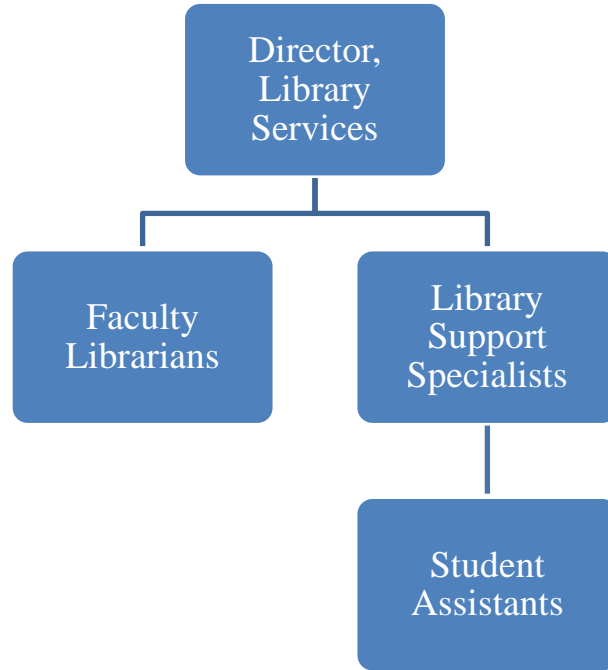 Director,
Library
Services
Faculty
Librarians
Library
Support
Specialists
Student
Assistants